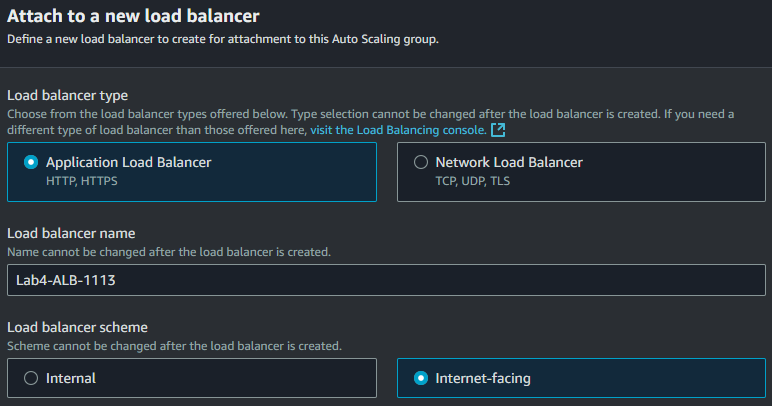 Attach to a new load balancer
Define a new load balancer to create for attachment to this Auto Scaling group.
Load balancer type
Choose from the load balancer types offered below. Type selection cannot be changed after the load balancer is created. If you need a
different type of load balancer than those offered here, visit the Load Balancing console.
Application Load Balancer
HTTP, HTTPS
Network Load Balancer
TCP, UDP, TLS
Load balancer name
Name cannot be changed after the load balancer is created.
Lab4-ALB-1113
Load balancer scheme
Scheme cannot be changed after the load balancer is created.
Internal
Internet-facing